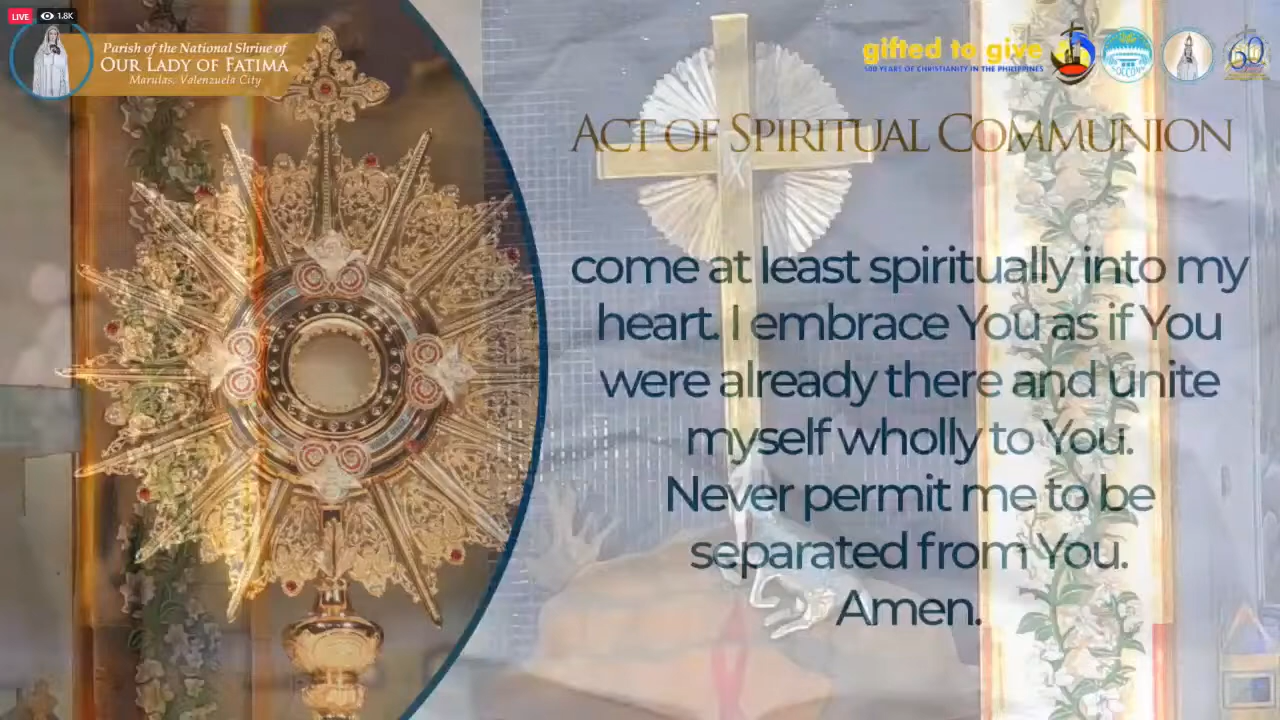 LIVE 1.8K
Parish of the National Shrine of
OUR LADY OF FATIMA
Marulas, Valenzuela City
gifted to give
500 YEARS OF CHRISTIANITY IN THE PHILIPPINES
ACT OF SPIRITUAL COMMUNION
come at least spiritually into my
heart. I embrace You as if You
were already there and unite
myself wholly to You.
Never permit me to be
separated from You.
Amen.